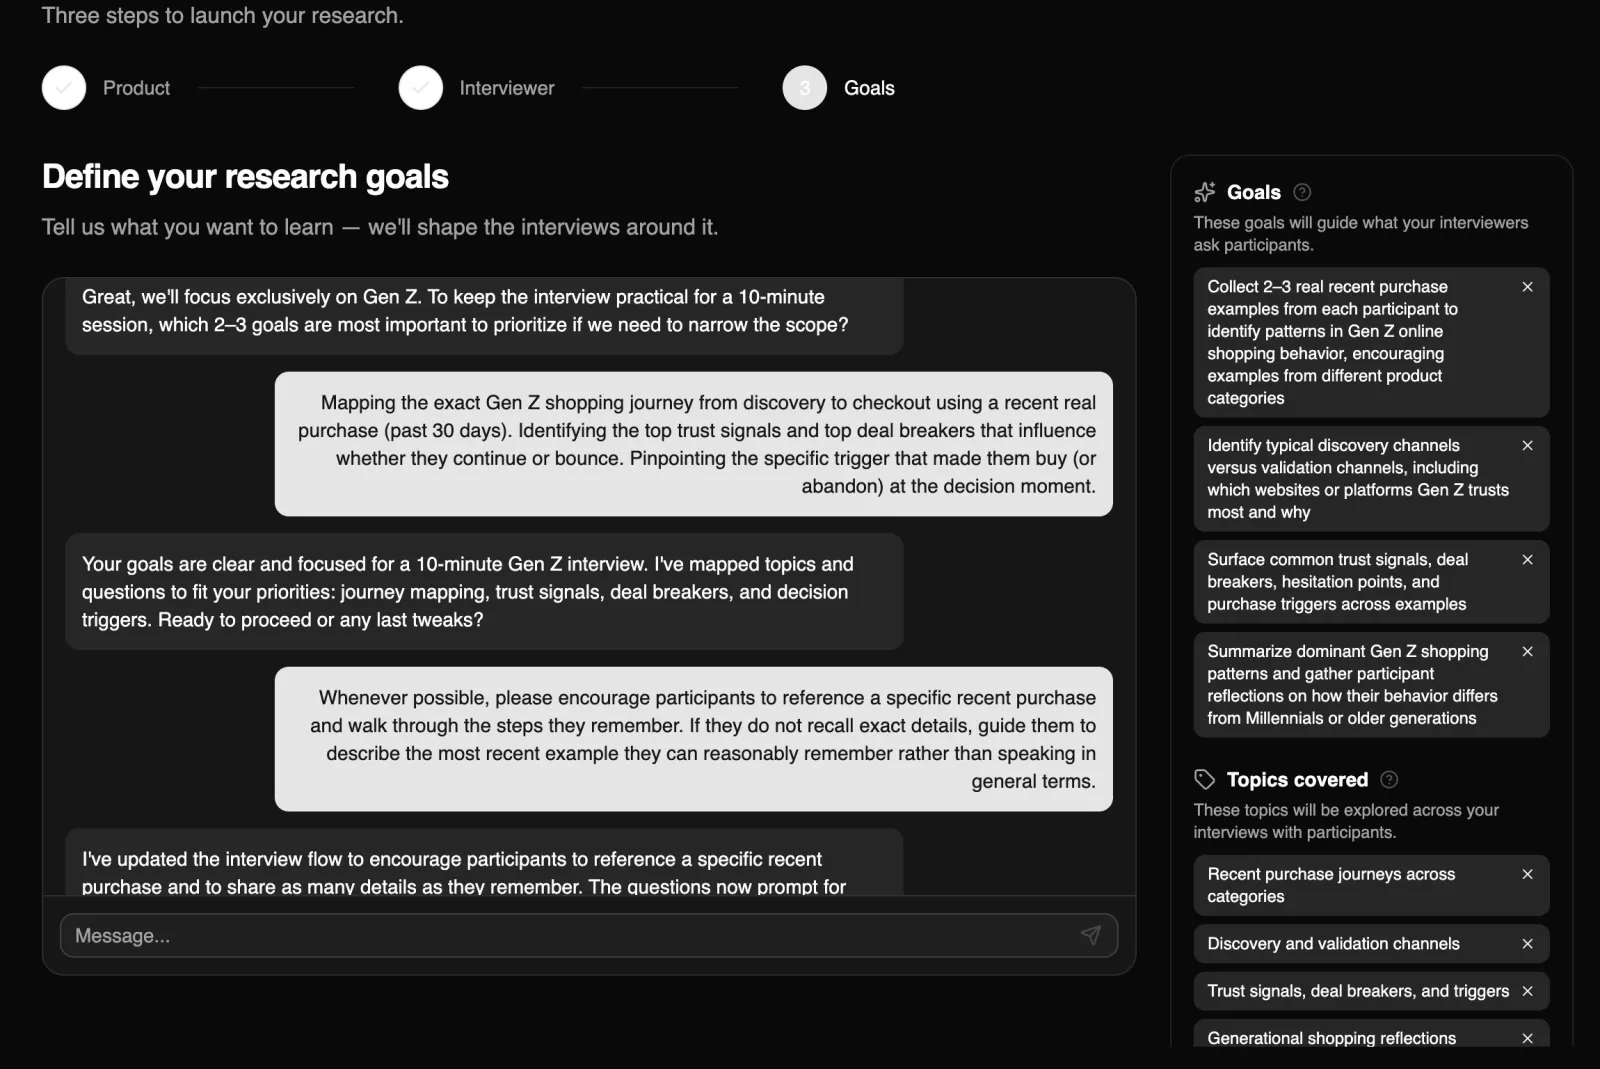 Three steps to launch your research.
Product
Interviewer
3
Goals
Define your research goals
Tell us what you want to learn — we'll shape the interviews around it.
Great, we'll focus exclusively on Gen Z. To keep the interview practical for a 10-minute
session, which 2–3 goals are most important to prioritize if we need to narrow the scope?
Mapping the exact Gen Z shopping journey from discovery to checkout using a recent real
purchase (past 30 days). Identifying the top trust signals and top deal breakers that influence
whether they continue or bounce. Pinpointing the specific trigger that made them buy (or
abandon) at the decision moment.
Your goals are clear and focused for a 10-minute Gen Z interview. I've mapped topics and
questions to fit your priorities: journey mapping, trust signals, deal breakers, and decision
triggers. Ready to proceed or any last tweaks?
Whenever possible, please encourage participants to reference a specific recent purchase
and walk through the steps they remember. If they do not recall exact details, guide them to
describe the most recent example they can reasonably remember rather than speaking in
general terms.
I've updated the interview flow to encourage participants to reference a specific recent
purchase and to share as many details as they remember. The questions now prompt for
Message...
Goals
These goals will guide what your interviewers
ask participants.
Collect 2–3 real recent purchase
examples from each participant to
identify patterns in Gen Z online
shopping behavior, encouraging
examples from different product
categories
Identify typical discovery channels
versus validation channels, including
which websites or platforms Gen Z trusts
most and why
Surface common trust signals, deal
breakers, hesitation points, and
purchase triggers across examples
Summarize dominant Gen Z shopping
patterns and gather participant
reflections on how their behavior differs
from Millennials or older generations
Topics covered
These topics will be explored across your
interviews with participants.
Recent purchase journeys across
categories
Discovery and validation channels
Trust signals, deal breakers, and triggers
Generational shopping reflections